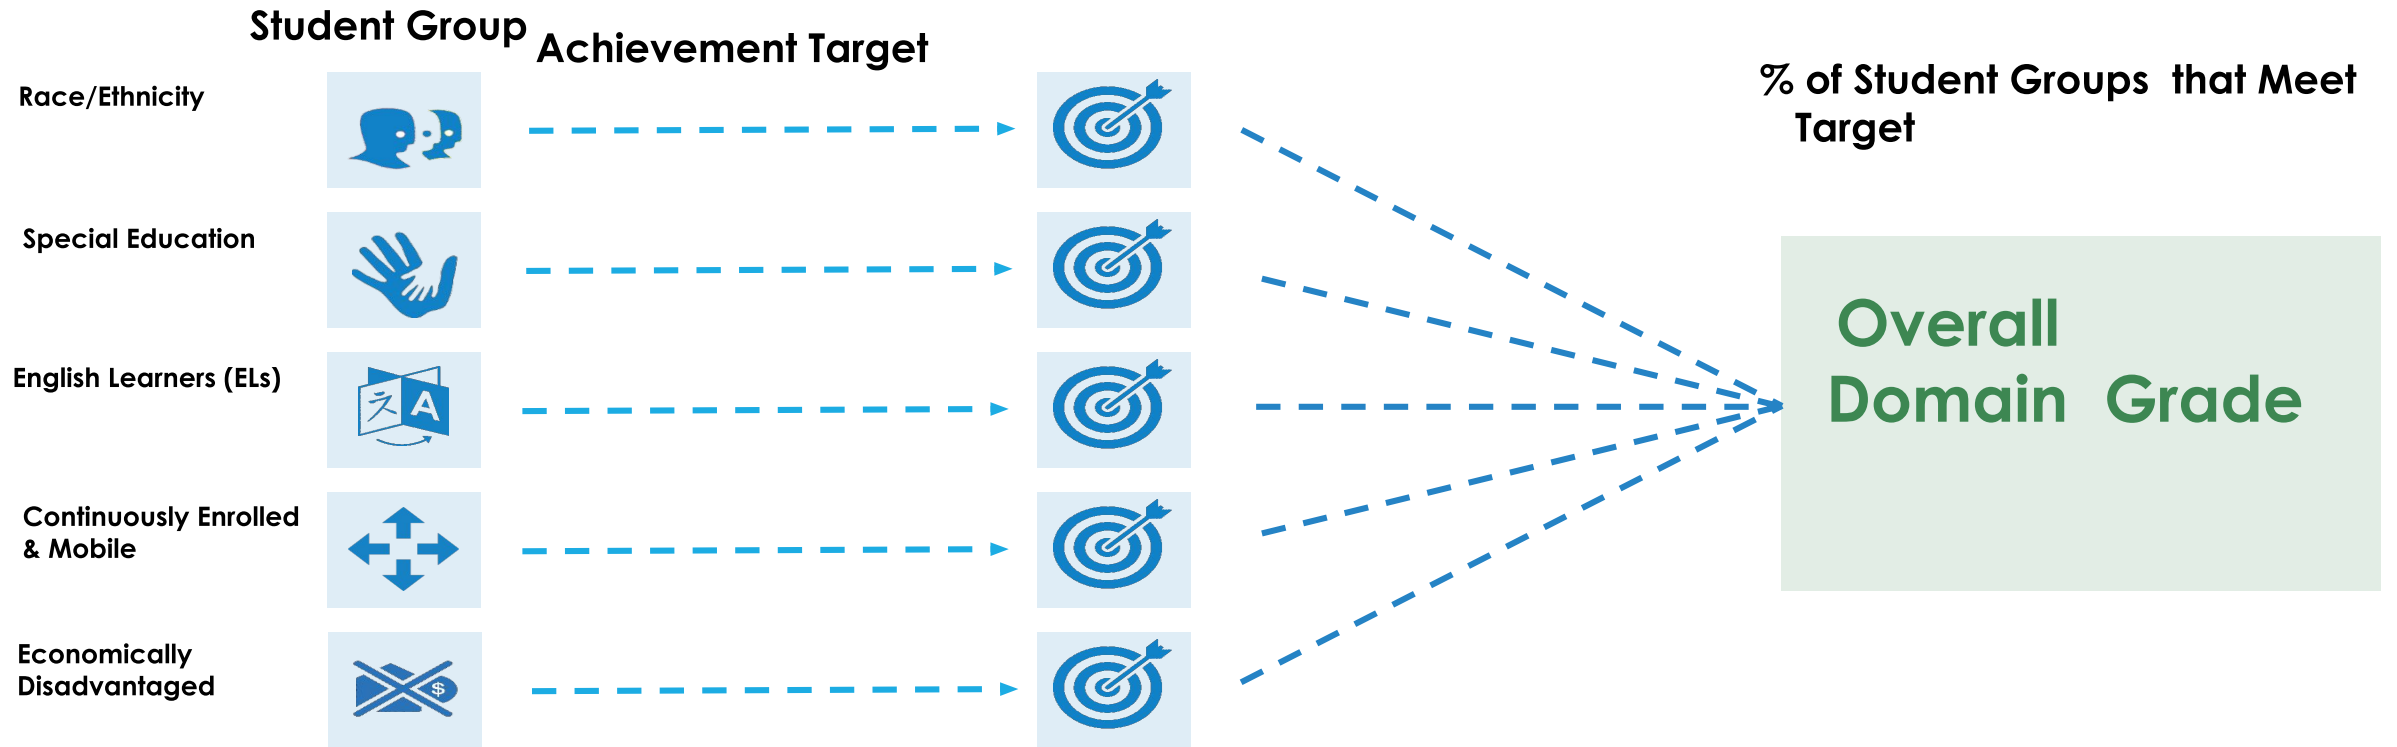 Student Group
Achievement Target
% of Student Groups that Meet
Target
Race/Ethnicity
Special Education
English Learners (ELs)
文 A
Continuously Enrolled
& Mobile
Economically
Disadvantaged
$
Overall
Domain Grade